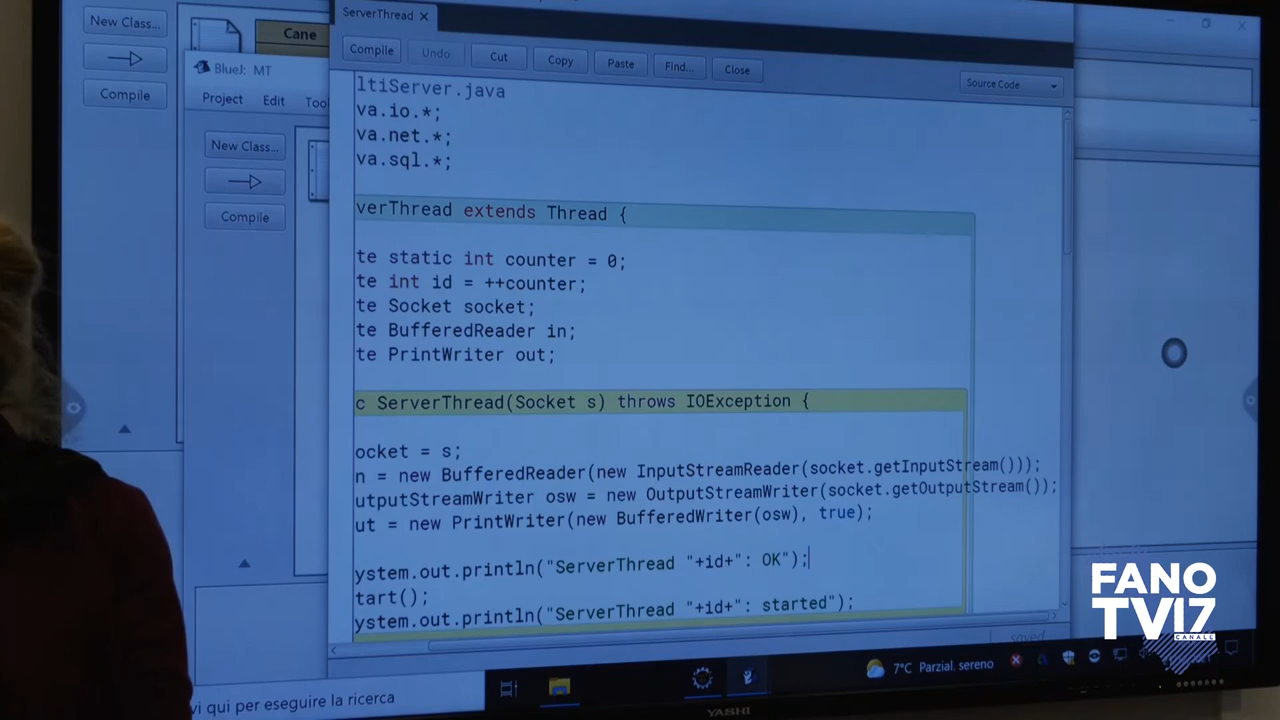 ServerThread
New Class...
Cane
Compile
Undo
Cut
Copy
Paste
Find...
Close
Source Code
BlueJ: MT
Compile
Project Edit Too
New Class...
Compile
ltiServer.java
va.io.*;
va.net.*;
va.sql.*;
verThread extends Thread {
te static int counter = 0;
te int id = ++counter;
te Socket socket;
te BufferedReader in;
te PrintWriter out;
c ServerThread(Socket s) throws IOException {
ocket = s;
n = new BufferedReader(new InputStreamReader(socket.getInputStream()));
utputStreamWriter osw = new OutputStreamWriter(socket.getOutputStream());
ut = new PrintWriter(new BufferedWriter(osw), true);
ystem.out.println("ServerThread "+id+": OK");
tart();
ystem.out.println("ServerThread "+id+": started");
saved
vi qui per eseguire la ricerca
7°C Parzial. sereno
YASHI
FANO
TV17
CANALE